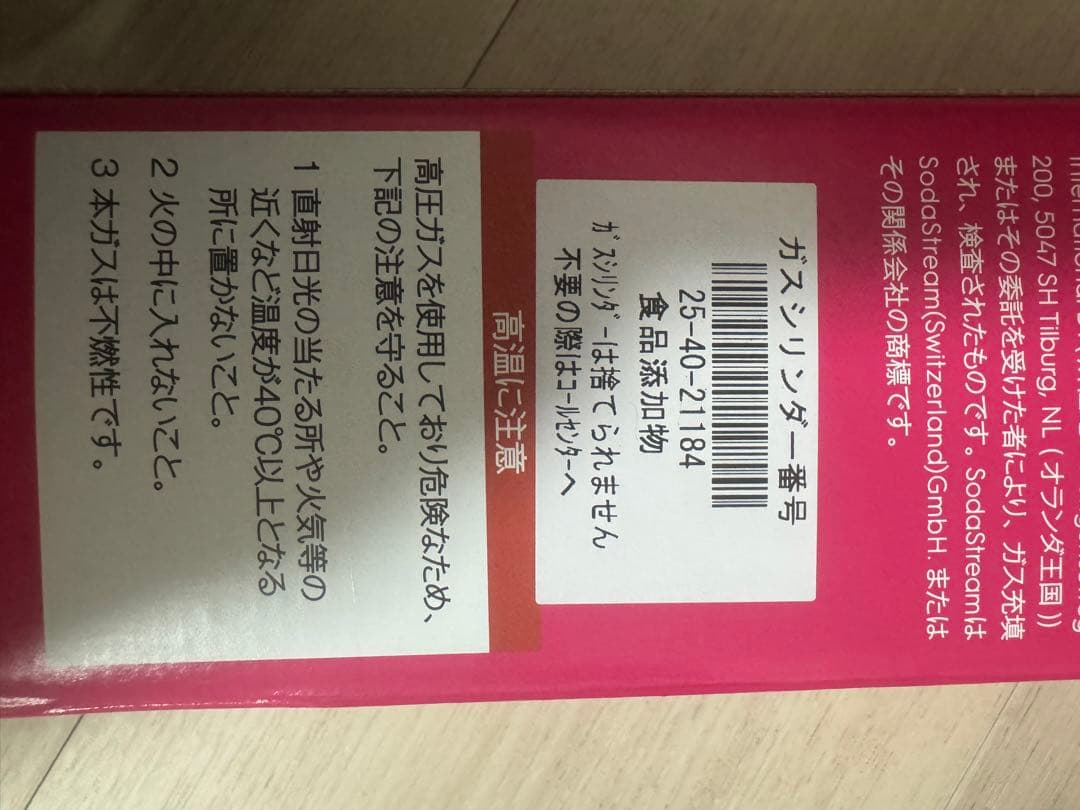 200, 5047 SH Tilburg, NL ( オランダ王国 ))
またはその委託を受けた者により、ガス充填
され、検査されたものです。SodaStreamは
SodaStream(Switzerland)GmbH. または
その関係会社の商標です。
ガスシリンダー番号
25-40-21184
食品添加物
ｶﾞｽｼﾘﾝﾀﾞｰは捨てられません
不要の際はｺｰﾙｾﾝﾀｰへ
高温に注意
高圧ガスを使用しており危険なため、
下記の注意を守ること。
1 直射日光の当たる所や火気等の
近くなど温度が40℃以上となる
所に置かないこと。
2 火の中に入れないこと。
3 本ガスは不燃性です。